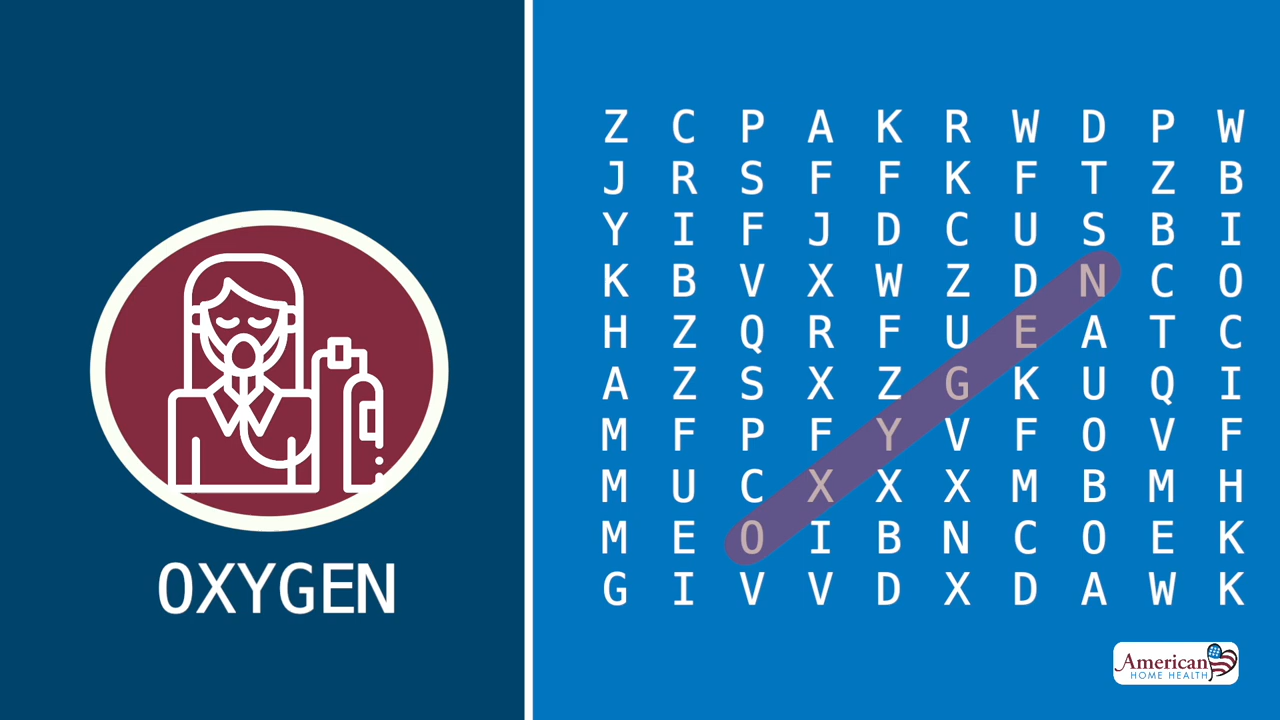 OXYGEN
Z C P A K R W D P W
J R S F F K F T Z B
Y I F J D C U S B I
K B V X W Z D N C O
H Z Q R F U E A T C
A Z S X Z G K U Q I
M F P F Y V F O V F
M U C X X X M B M H
M E O I B N C O E K
G I V V D X D A W K
American
HOME HEALTH